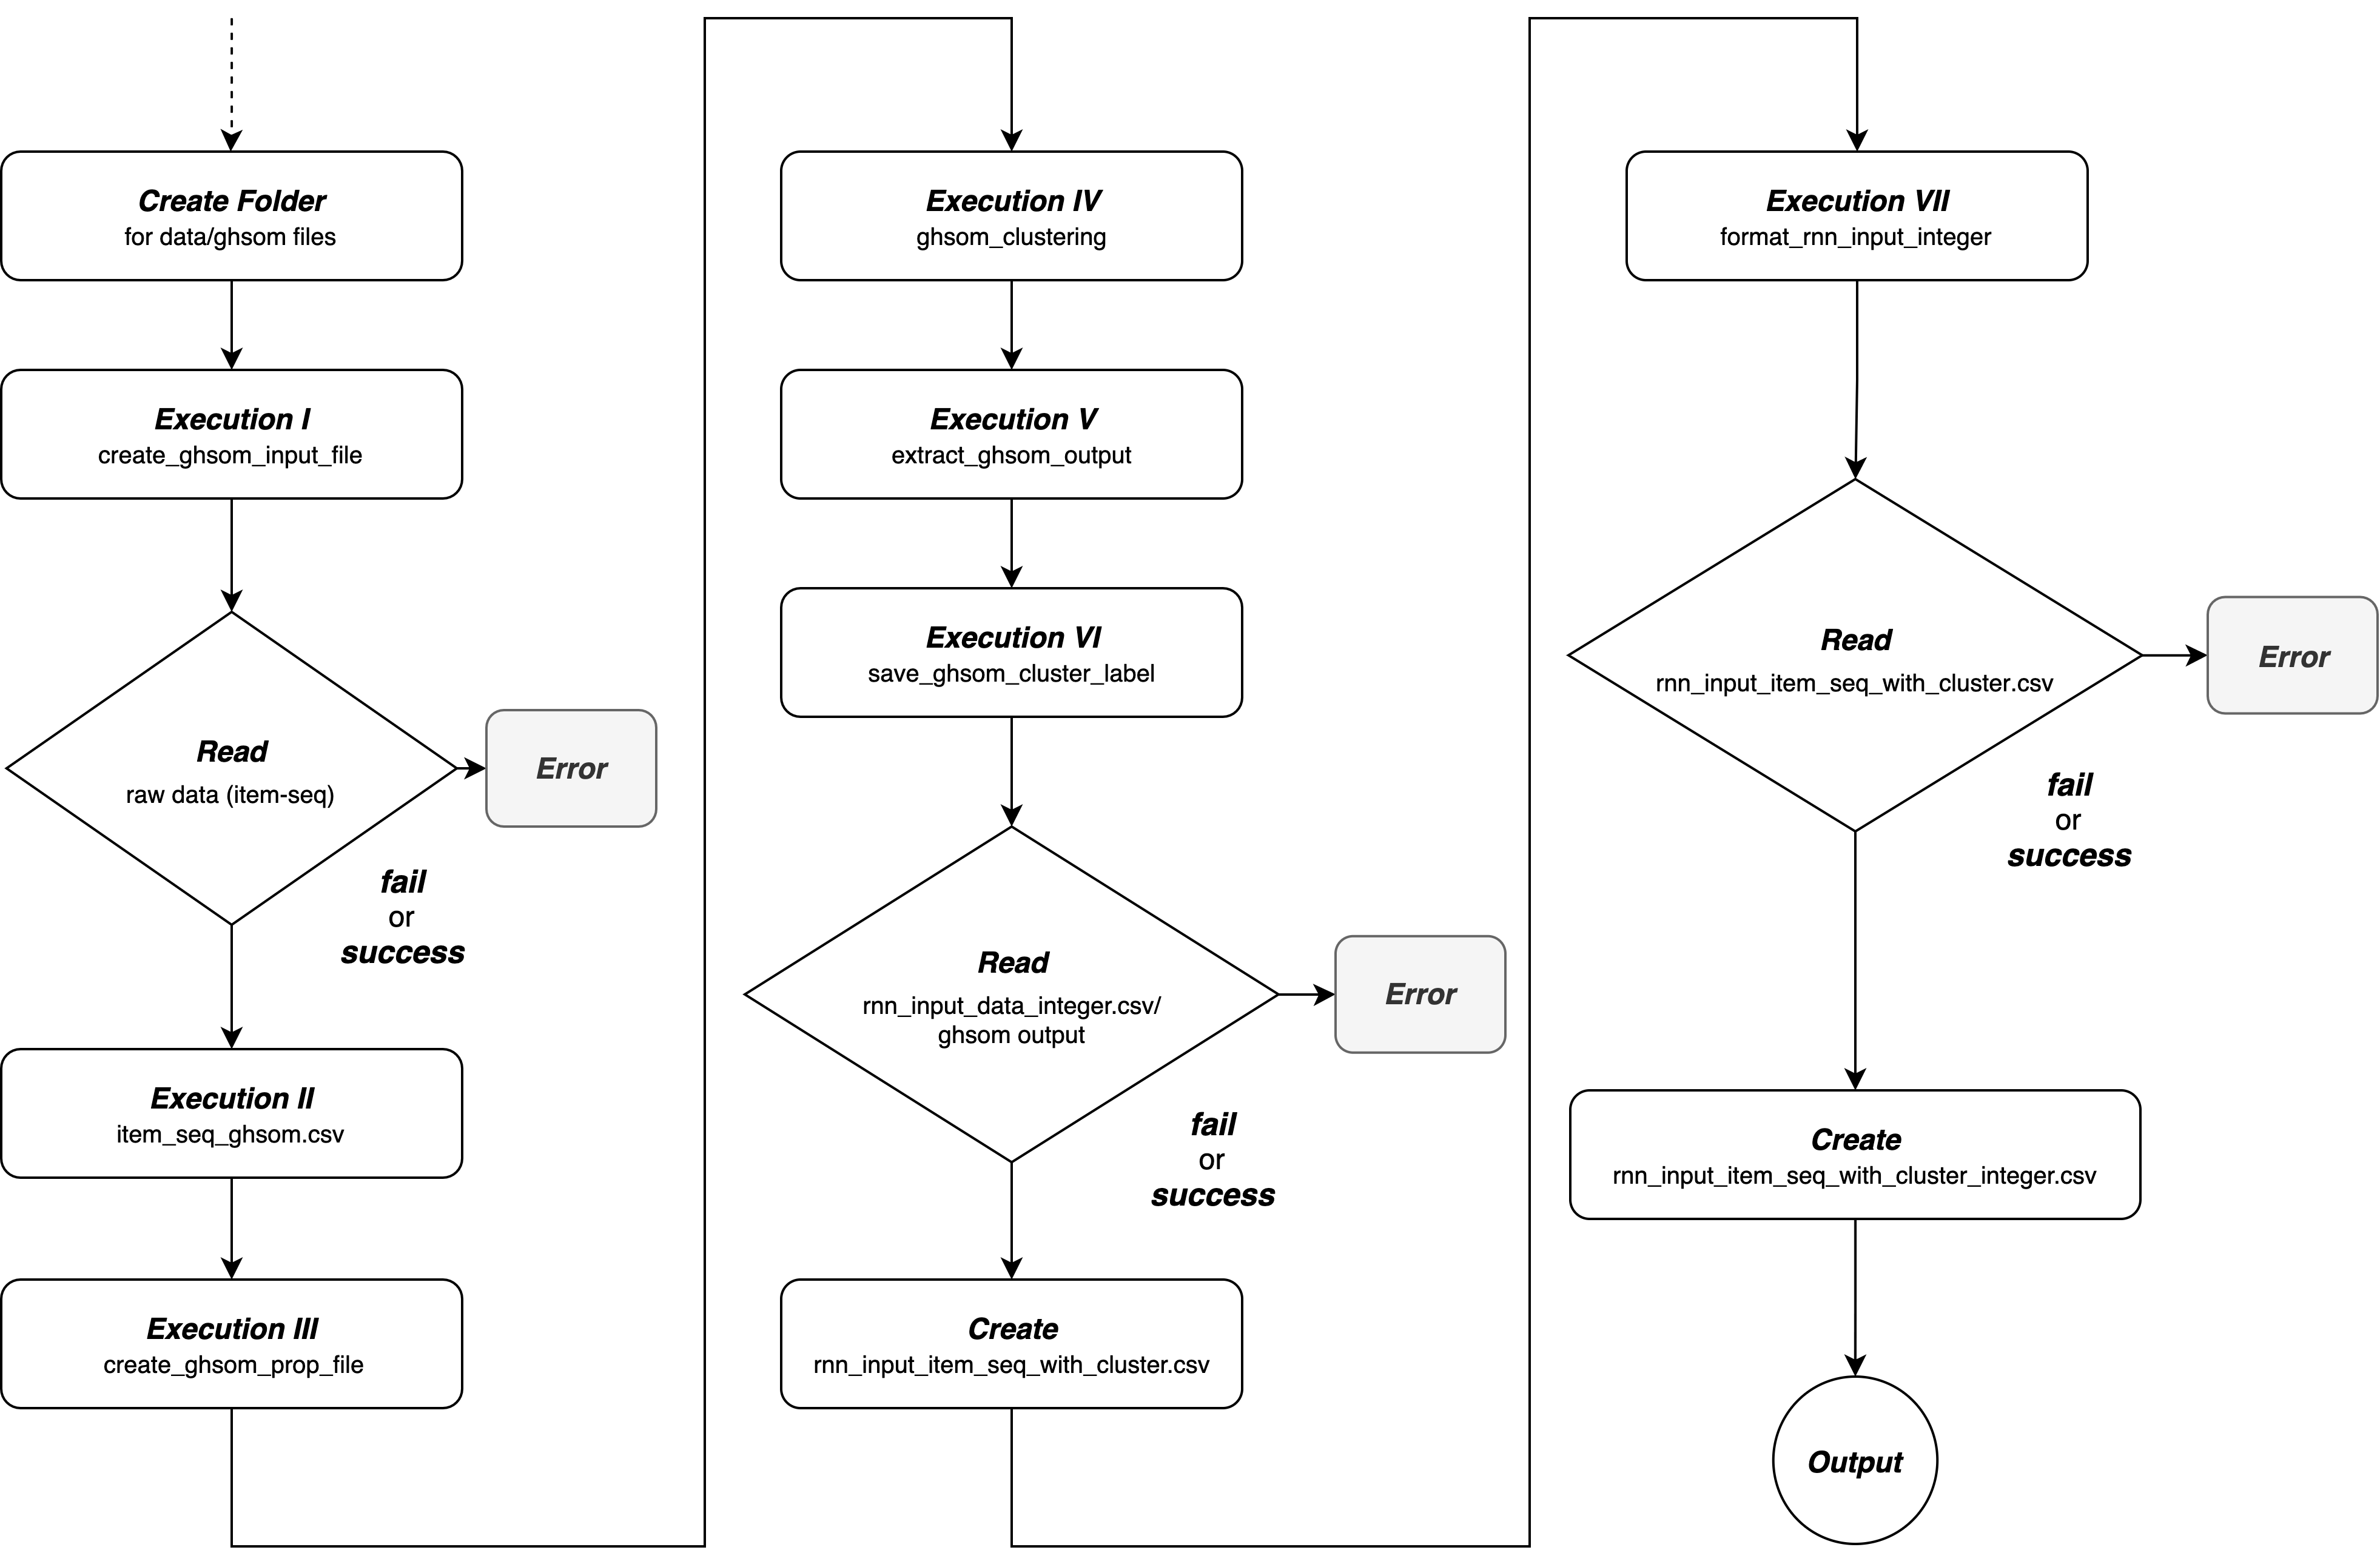 Create Folder
for data/ghsom files
Execution I
create_ghsom_input_file
Read
raw data (item-seq)
Error
fail
or
success
Execution II
item_seq_ghsom.csv
Execution III
create_ghsom_prop_file
Execution IV
ghsom_clustering
Execution V
extract_ghsom_output
Execution VI
save_ghsom_cluster_label
Read
rnn_input_data_integer.csv/
ghsom output
Error
fail
or
success
Create
rnn_input_item_seq_with_cluster.csv
Execution VII
format_rnn_input_integer
Read
rnn_input_item_seq_with_cluster.csv
Error
fail
or
success
Create
rnn_input_item_seq_with_cluster_integer.csv
Output